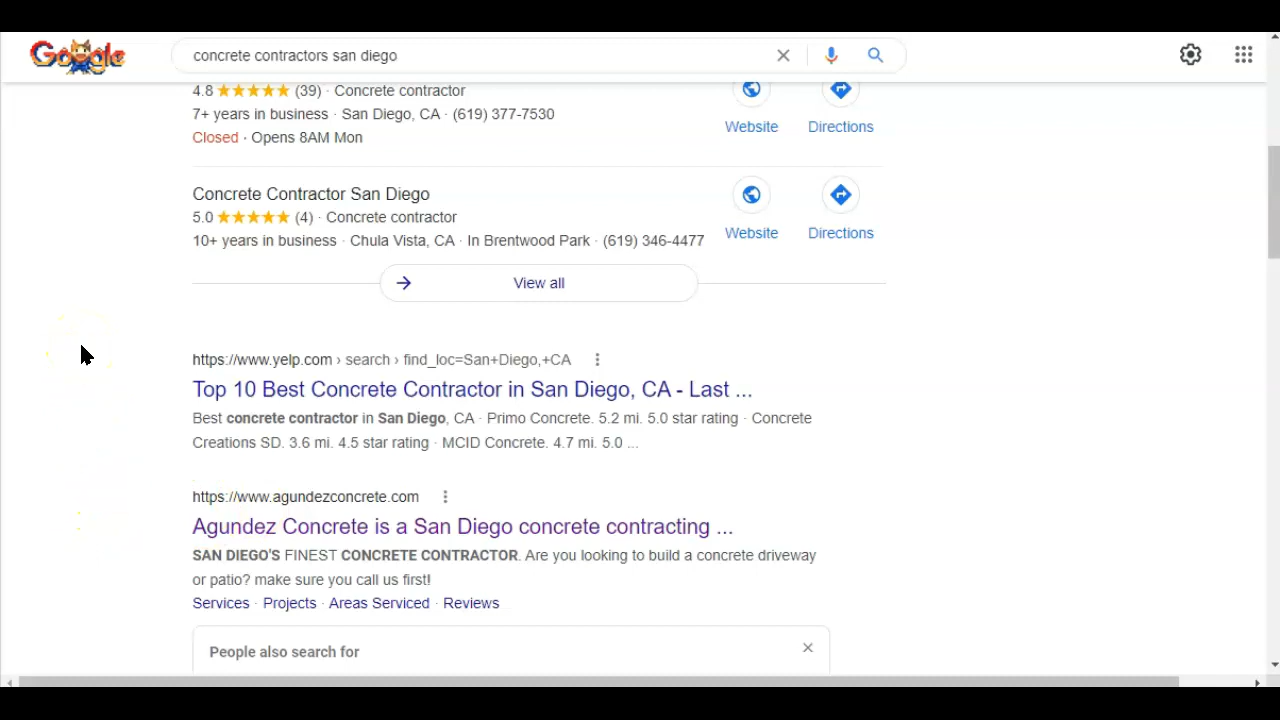 Google
concrete contractors san diego
4.8 ★★★★★ (39) · Concrete contractor
7+ years in business · San Diego, CA · (619) 377-7530
Closed · Opens 8AM Mon
Website
Directions
Concrete Contractor San Diego
5.0 ★★★★★ (4) · Concrete contractor
10+ years in business · Chula Vista, CA · In Brentwood Park · (619) 346-4477
Website
Directions
View all
https://www.yelp.com › search › find_loc=San+Diego,+CA
Top 10 Best Concrete Contractor in San Diego, CA - Last ...
Best concrete contractor in San Diego, CA · Primo Concrete. 5.2 mi. 5.0 star rating · Concrete
Creations SD. 3.6 mi. 4.5 star rating · MCID Concrete. 4.7 mi. 5.0 ...
https://www.agundezconcrete.com
Agundez Concrete is a San Diego concrete contracting ...
SAN DIEGO'S FINEST CONCRETE CONTRACTOR. Are you looking to build a concrete driveway
or patio? make sure you call us first!
Services · Projects · Areas Serviced · Reviews
People also search for